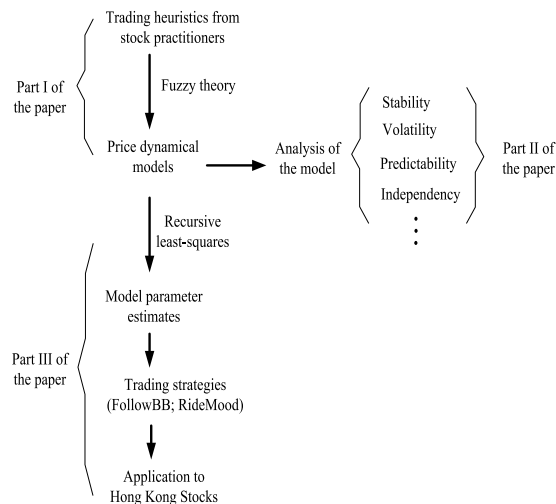 Trading heuristics from
stock practitioners
Part I of
the paper
Fuzzy theory
Price dynamical
models
Analysis of
the model
Stability
Volatility
Predictability
Independency
Part II of
the paper
Recursive
least-squares
Part III of
the paper
Model parameter
estimates
Trading strategies
(FollowBB; RideMood)
Application to
Hong Kong Stocks